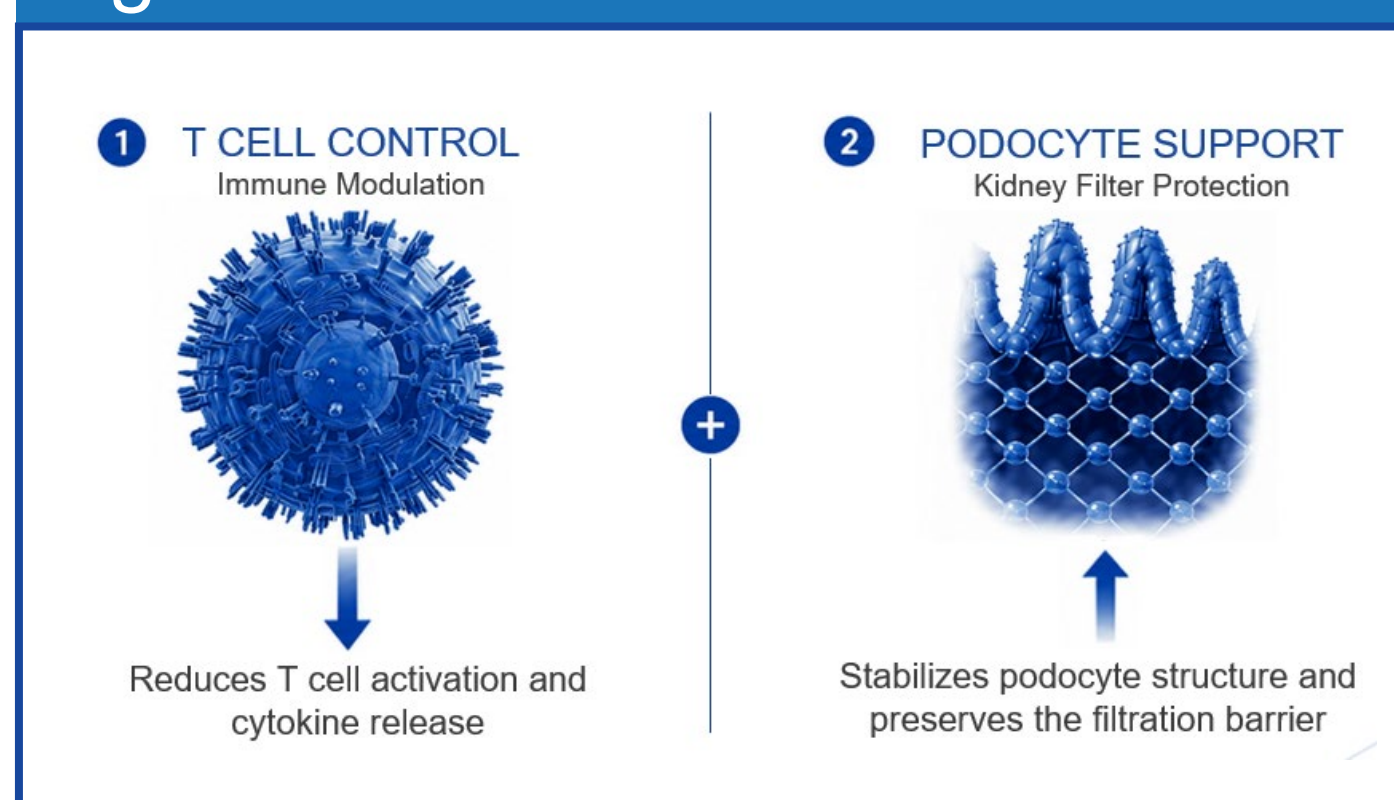 1 T CELL CONTROL
Immune Modulation
Reduces T cell activation and
cytokine release
+
2 PODOCYTE SUPPORT
Kidney Filter Protection
Stabilizes podocyte structure and
preserves the filtration barrier